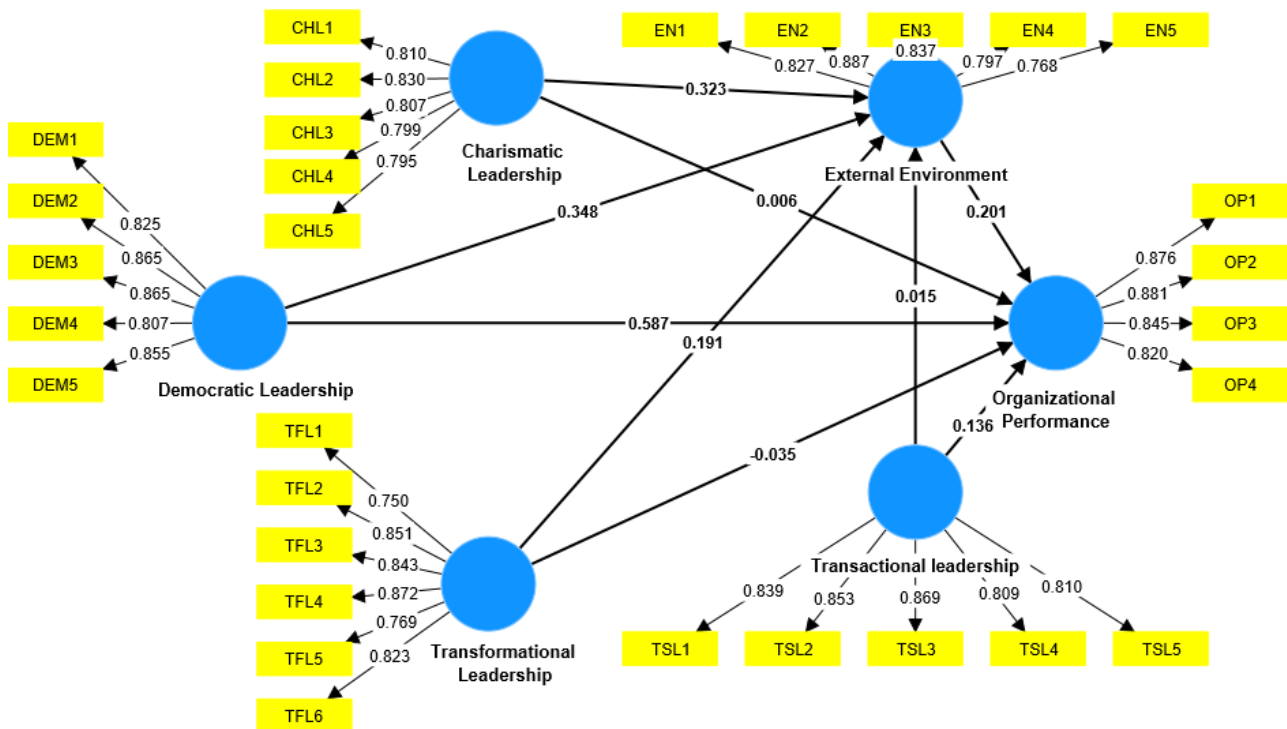 CHL1
CHL2
CHL3
CHL4
CHL5
0.810
0.830
0.807
0.799
0.795
Charismatic
Leadership
EN1
EN2
EN3
EN4
EN5
0.827
0.887
0.837
0.797
0.768
External Environment
DEM1
DEM2
DEM3
DEM4
DEM5
0.825
0.865
0.865
0.807
0.855
Democratic Leadership
0.323
0.348
0.006
0.201
0.587
0.191
0.015
-0.035
0.136
OP1
OP2
OP3
OP4
0.876
0.881
0.845
0.820
Organizational
Performance
TFL1
TFL2
TFL3
TFL4
TFL5
TFL6
0.750
0.851
0.843
0.872
0.769
0.823
Transformational
Leadership
Transactional leadership
0.839
0.853
0.869
0.809
0.810
TSL1
TSL2
TSL3
TSL4
TSL5